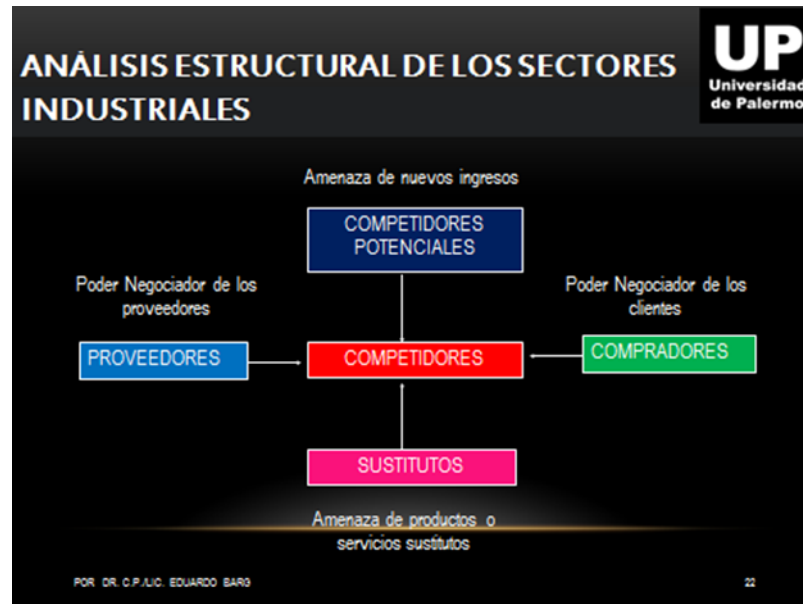 ANÁLISIS ESTRUCTURAL DE LOS SECTORES
INDUSTRIALES
UP
Universidad
de Palermo
Amenaza de nuevos ingresos
COMPETIDORES
POTENCIALES
Poder Negociador de los
proveedores
Poder Negociador de los
clientes
PROVEEDORES
COMPETIDORES
COMPRADORES
SUSTITUTOS
Amenaza de productos o
servicios sustitutos
POR DR. C.P./LIC. EDUARDO BARG
22